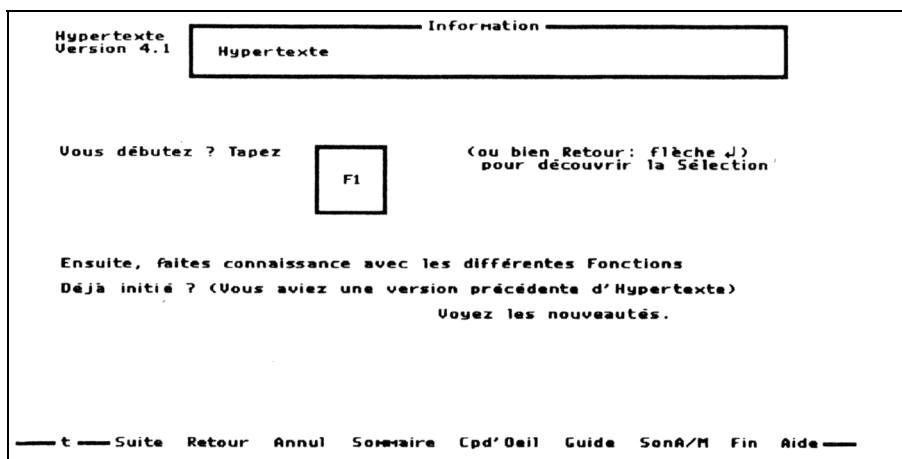 Information
Hypertexte
Version 4.1
Hypertexte
Vous débutez ? Tapez
F1
(ou bien Retour: flèche ↲)
pour découvrir la Sélection
Ensuite, faites connaissance avec les différentes Fonctions
Déjà initié ? (Vous aviez une version précédente d'Hypertexte)
Voyez les nouveautés.
t Suite Retour Annul Sommaire Cpd'Oeil Guide SonA/M Fin Aide